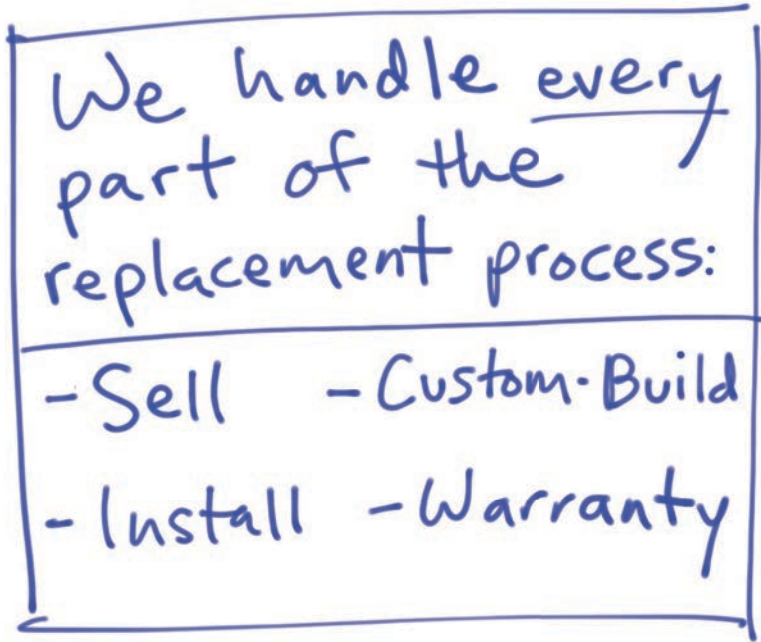 We handle every
part of the
replacement process:
- Sell - Custom-Build
- Install - Warranty